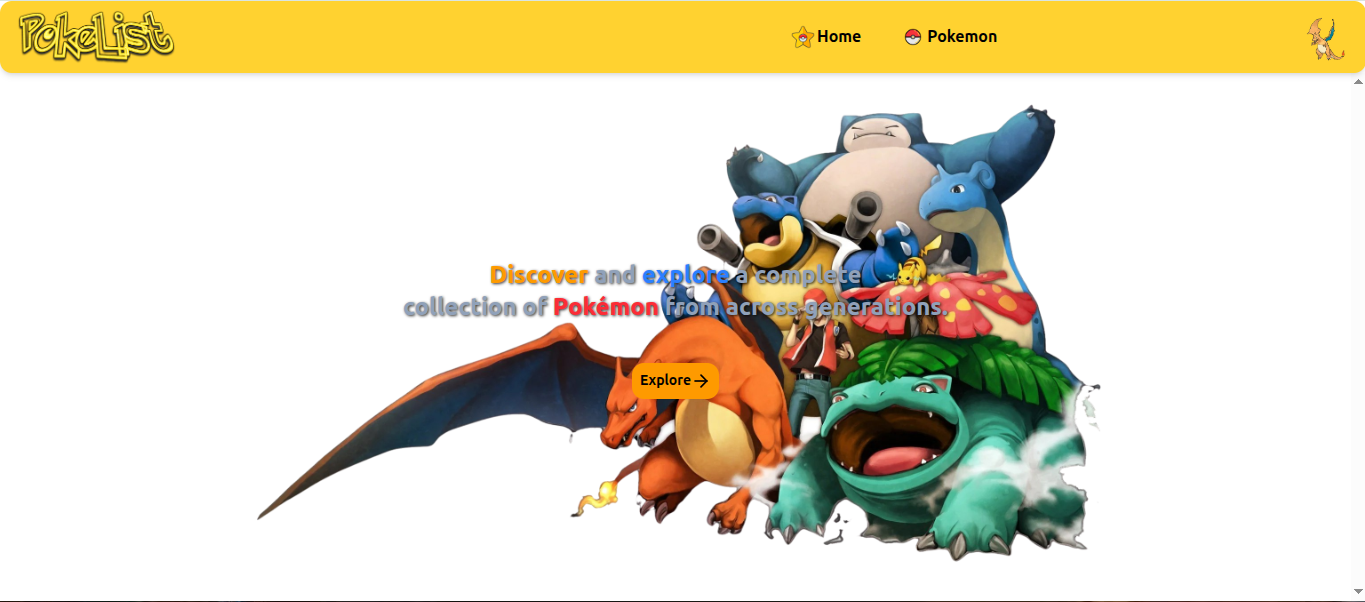 PokeList
Home
Pokemon
Discover and explore a complete
collection of Pokémon from across generations.
Explore